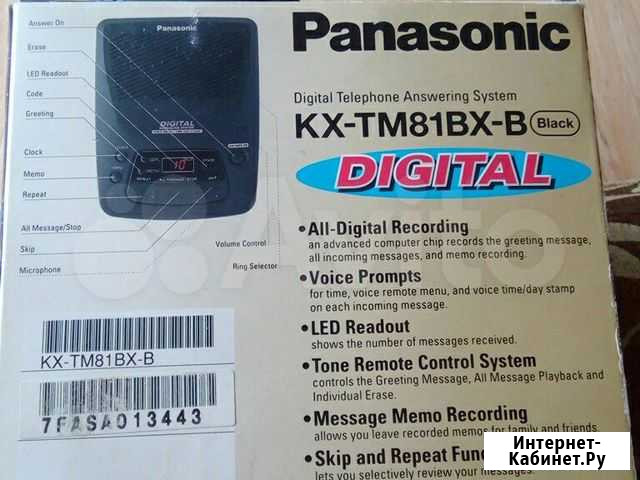 Answer On
Erase
LED Readout
Code
Greeting
Clock
Memo
Repeat
All Message/Stop
Skip
Microphone
Volume Control
Ring Selector
Panasonic
DIGITAL
10
Panasonic
Digital Telephone Answering System
KX-TM81BX-B Black
DIGITAL
•All-Digital Recording
an advanced computer chip records the greeting message,
all incoming messages, and memo recording.
•Voice Prompts
for time, voice remote menu, and voice time/day stamp
on each incoming message.
•LED Readout
shows the number of messages received.
•Tone Remote Control System
controls the Greeting Message, All Message Playback and
Individual Erase.
•Message Memo Recording
allows you leave recorded memos for family and friends.
•Skip and Repeat Func
lets you selectively review your messages.
KX-TM81BX-B
7FASA013443
Avito
Интернет-
Кабинет.Ру